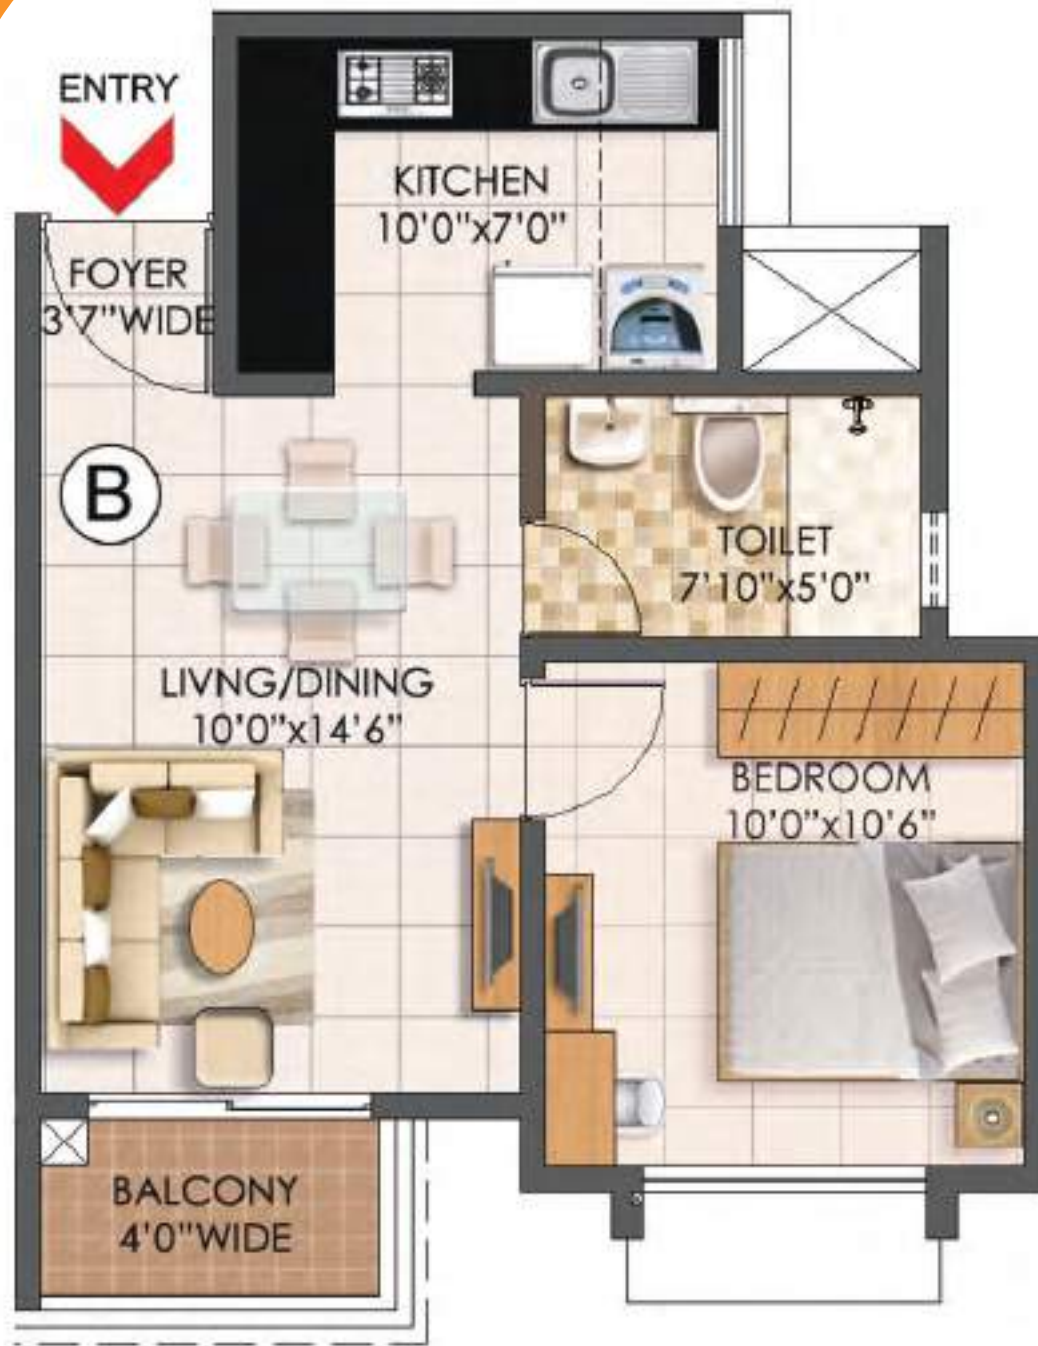 ENTRY
KITCHEN
10'0"x7'0"
FOYER
3'7"WIDE
B
TOILET
7'10"x5'0"
LIVNG/DINING
10'0"x14'6"
BEDROOM
10'0"x10'6"
BALCONY
4'0"WIDE